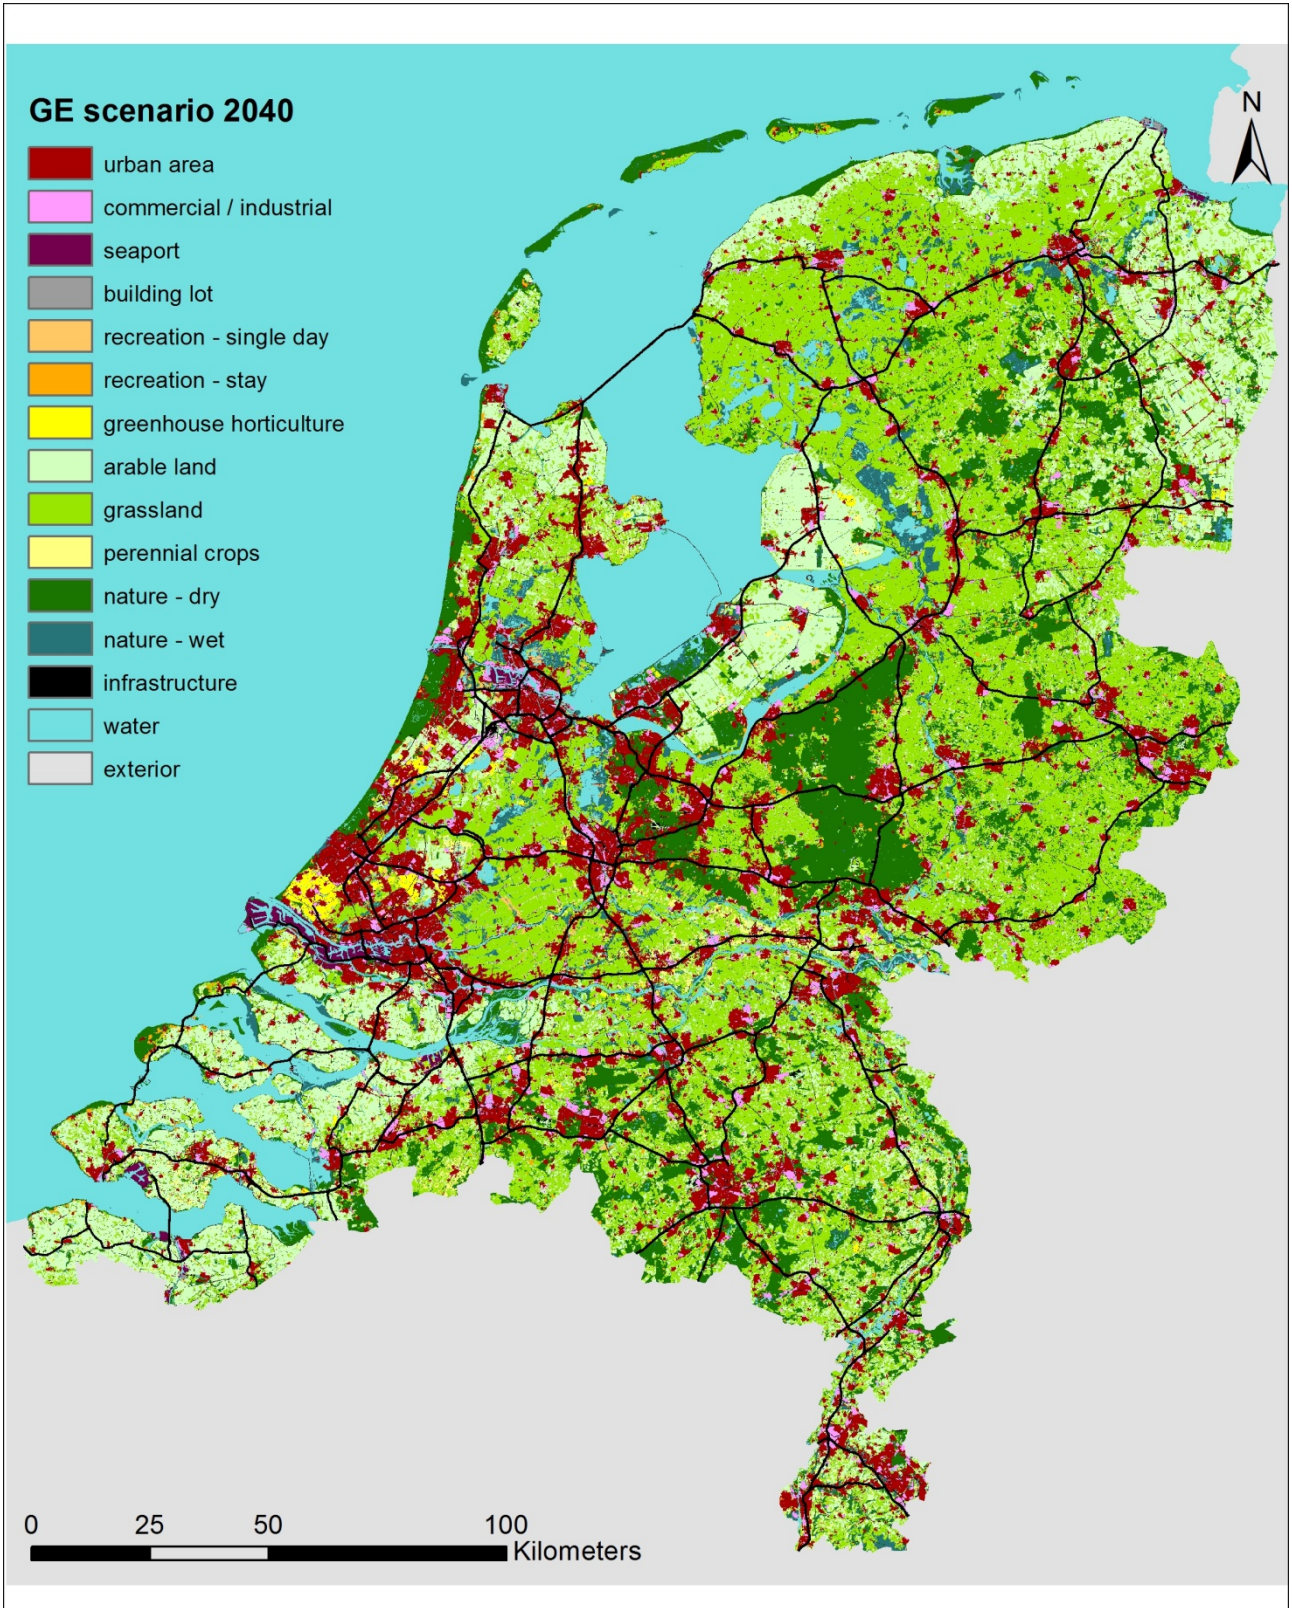 GE scenario 2040
N
urban area
commercial / industrial
seaport
building lot
recreation - single day
recreation - stay
greenhouse horticulture
arable land
grassland
perennial crops
nature - dry
nature - wet
infrastructure
water
exterior
0 25 50 100
Kilometers